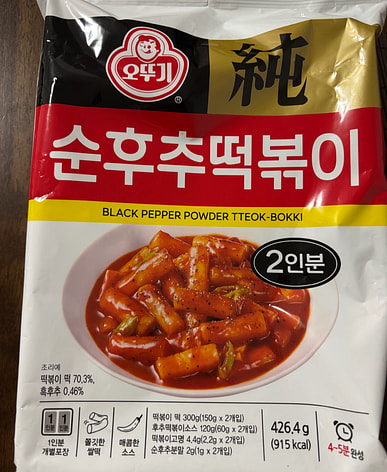 오뚜기
®
純
순후추떡볶이
BLACK PEPPER POWDER TTEOK-BOKKI
2인분
조리예
떡볶이 떡 70.3%,
흑후추 0.46%
1 1
1인분
개별포장
쫄깃한
쌀떡
매콤한
소스
떡볶이 떡 300g(150g x 2개입)
후추떡볶이소스 120g(60g x 2개입)
떡볶이고명 4.4g(2.2g x 2개입)
순후추분말 2g(1g x 2개입)
426.4 g
(915 kcal)
4~5분 완성